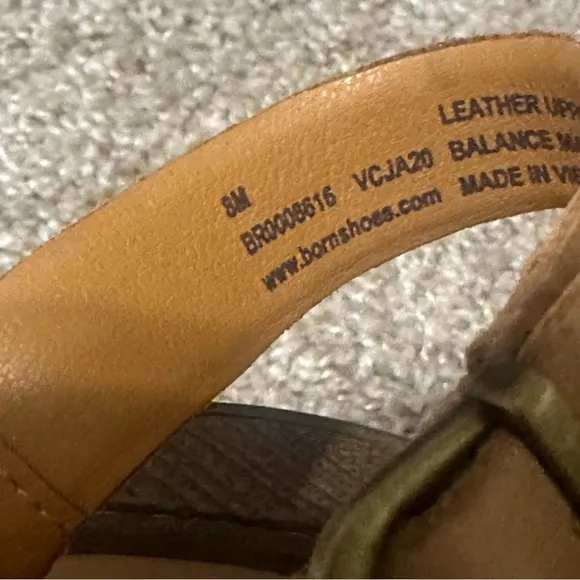 8M
BR0008616 VCJA20
www.bornshoes.com
LEATHER UPP
BALANCE MA
MADE IN VIE